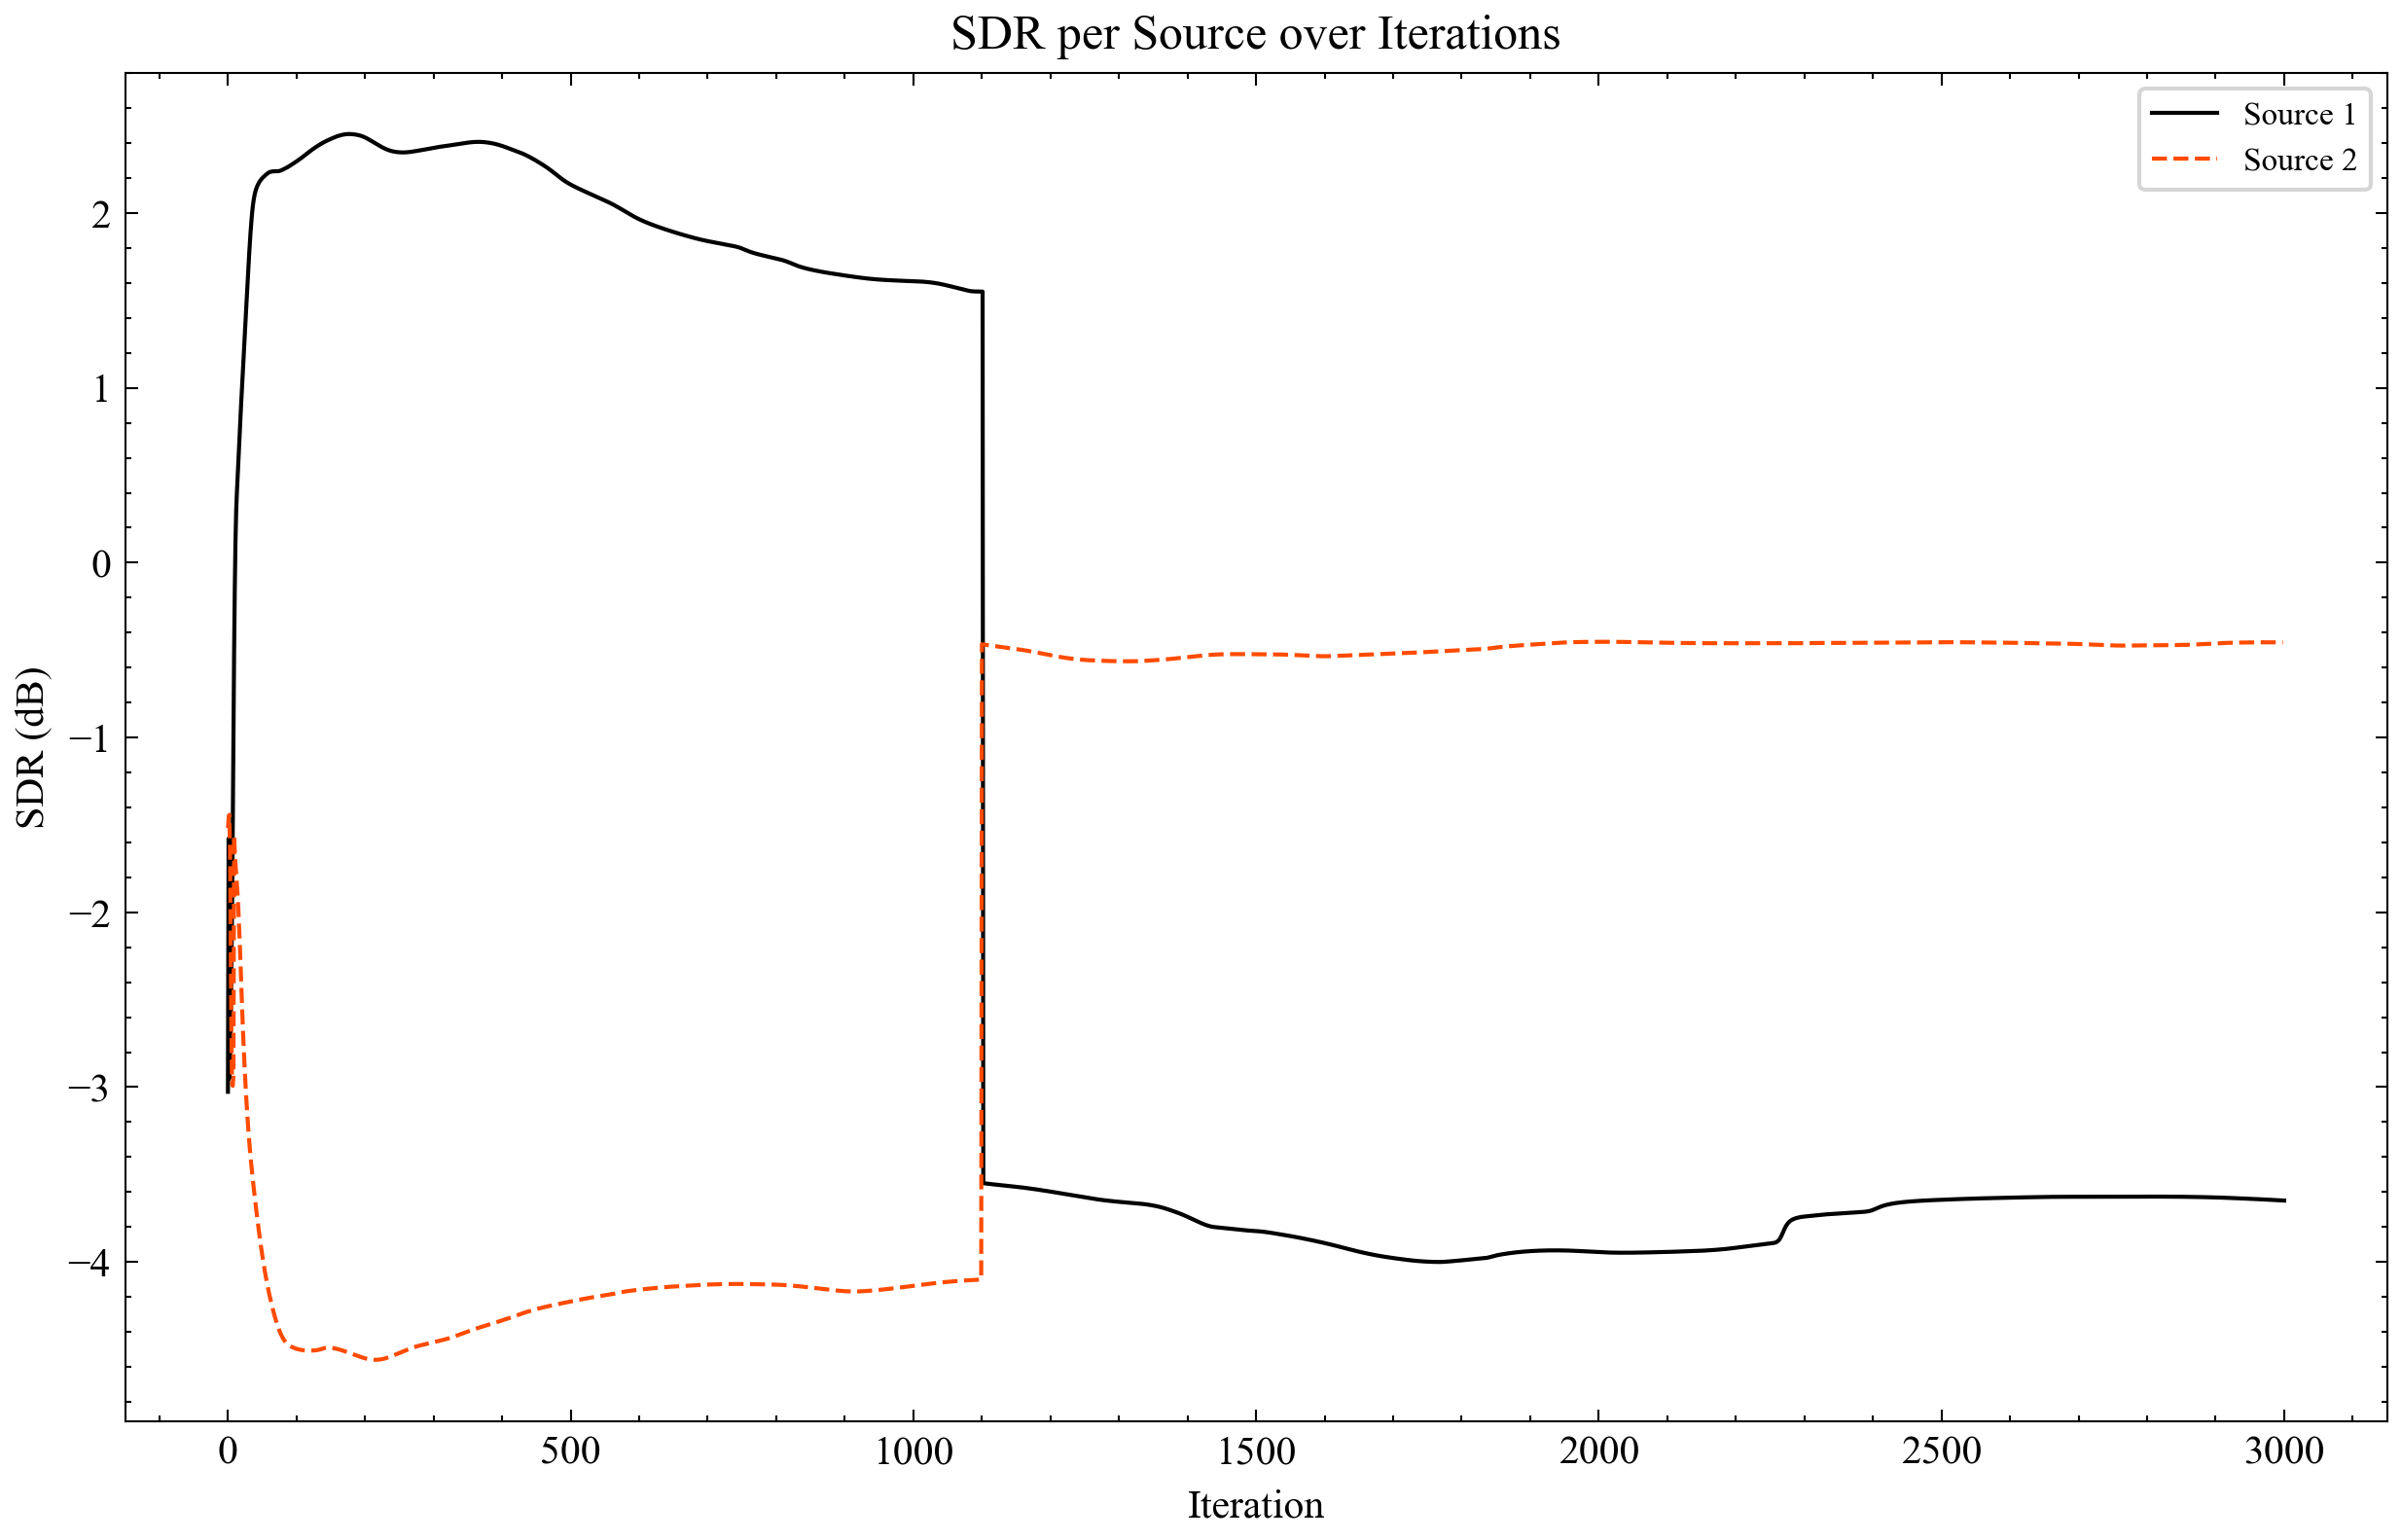 SDR per Source over Iterations
Source 1
Source 2
SDR (dB)
2
1
0
−1
−2
−3
−4
0 500 1000 1500 2000 2500 3000
Iteration